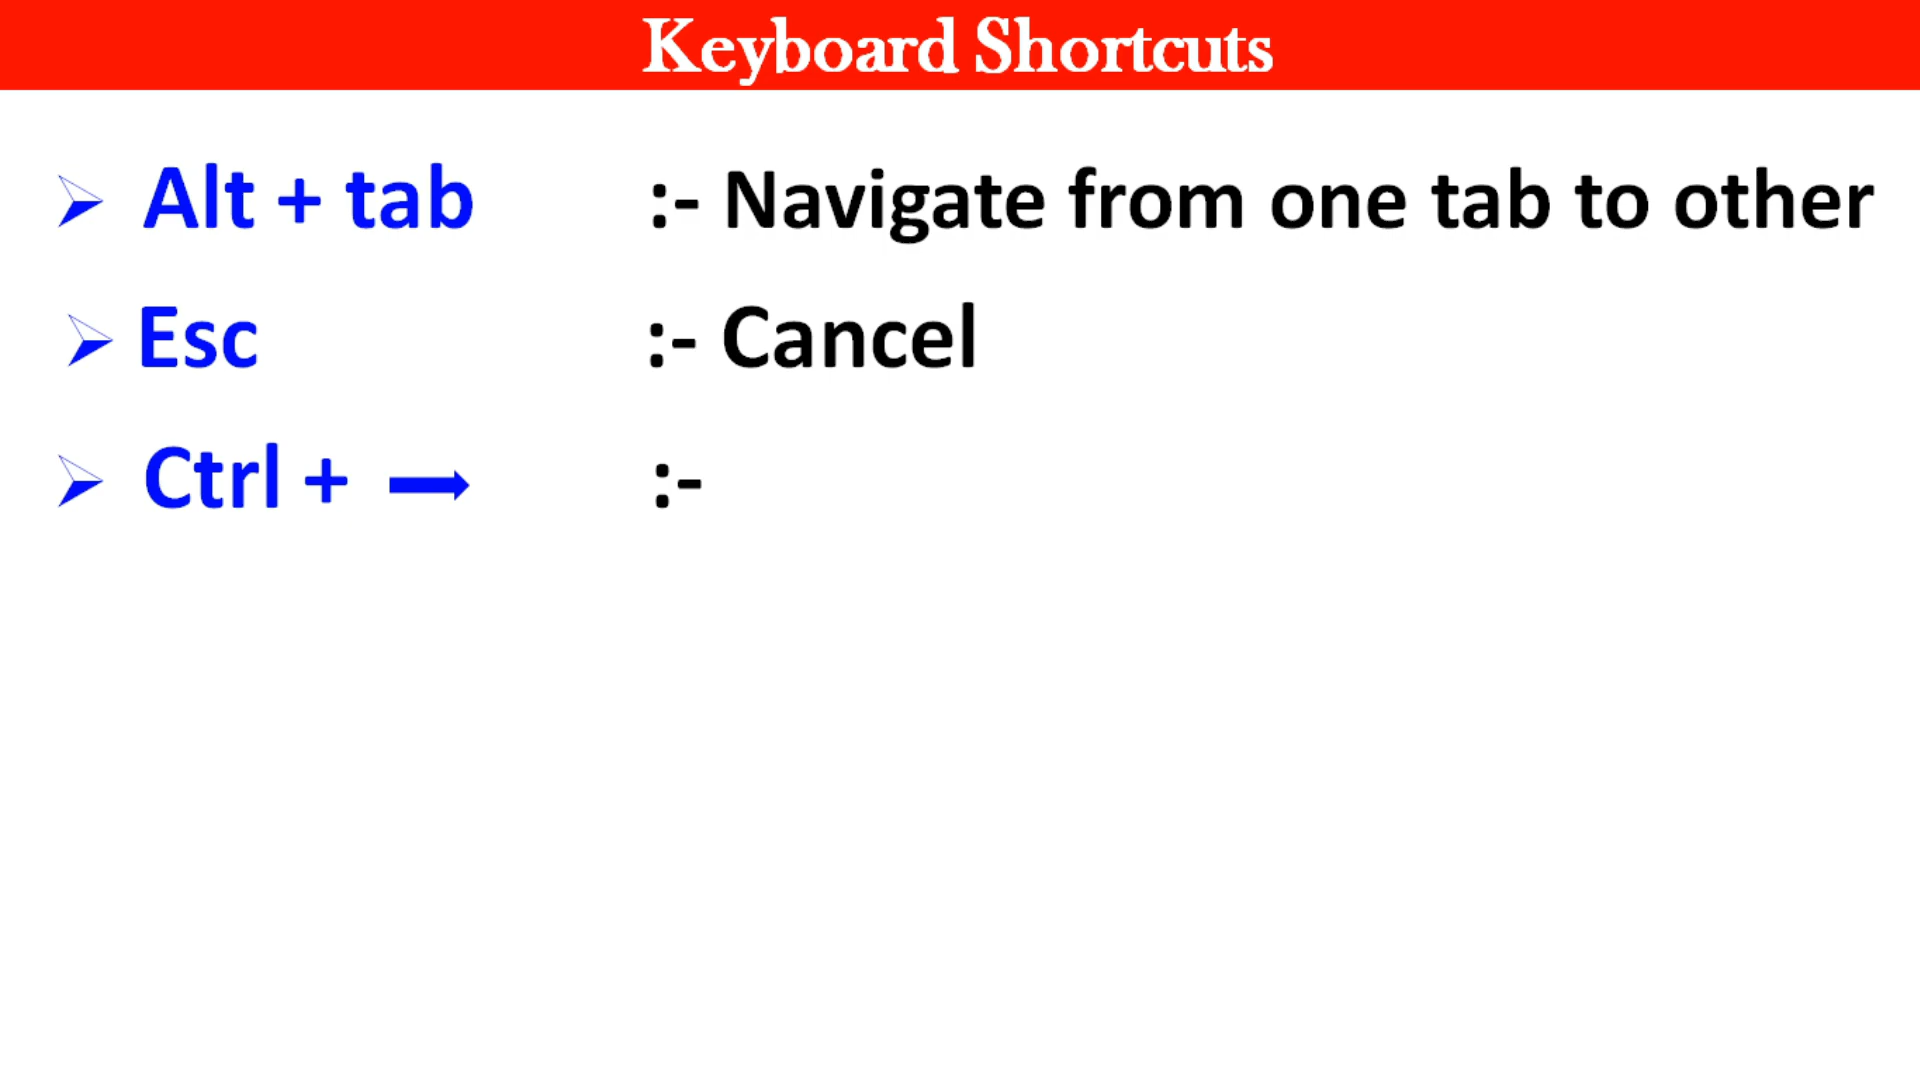 Keyboard Shortcuts
➢ Alt + tab :- Navigate from one tab to other
➢ Esc :- Cancel
➢ Ctrl + → :-